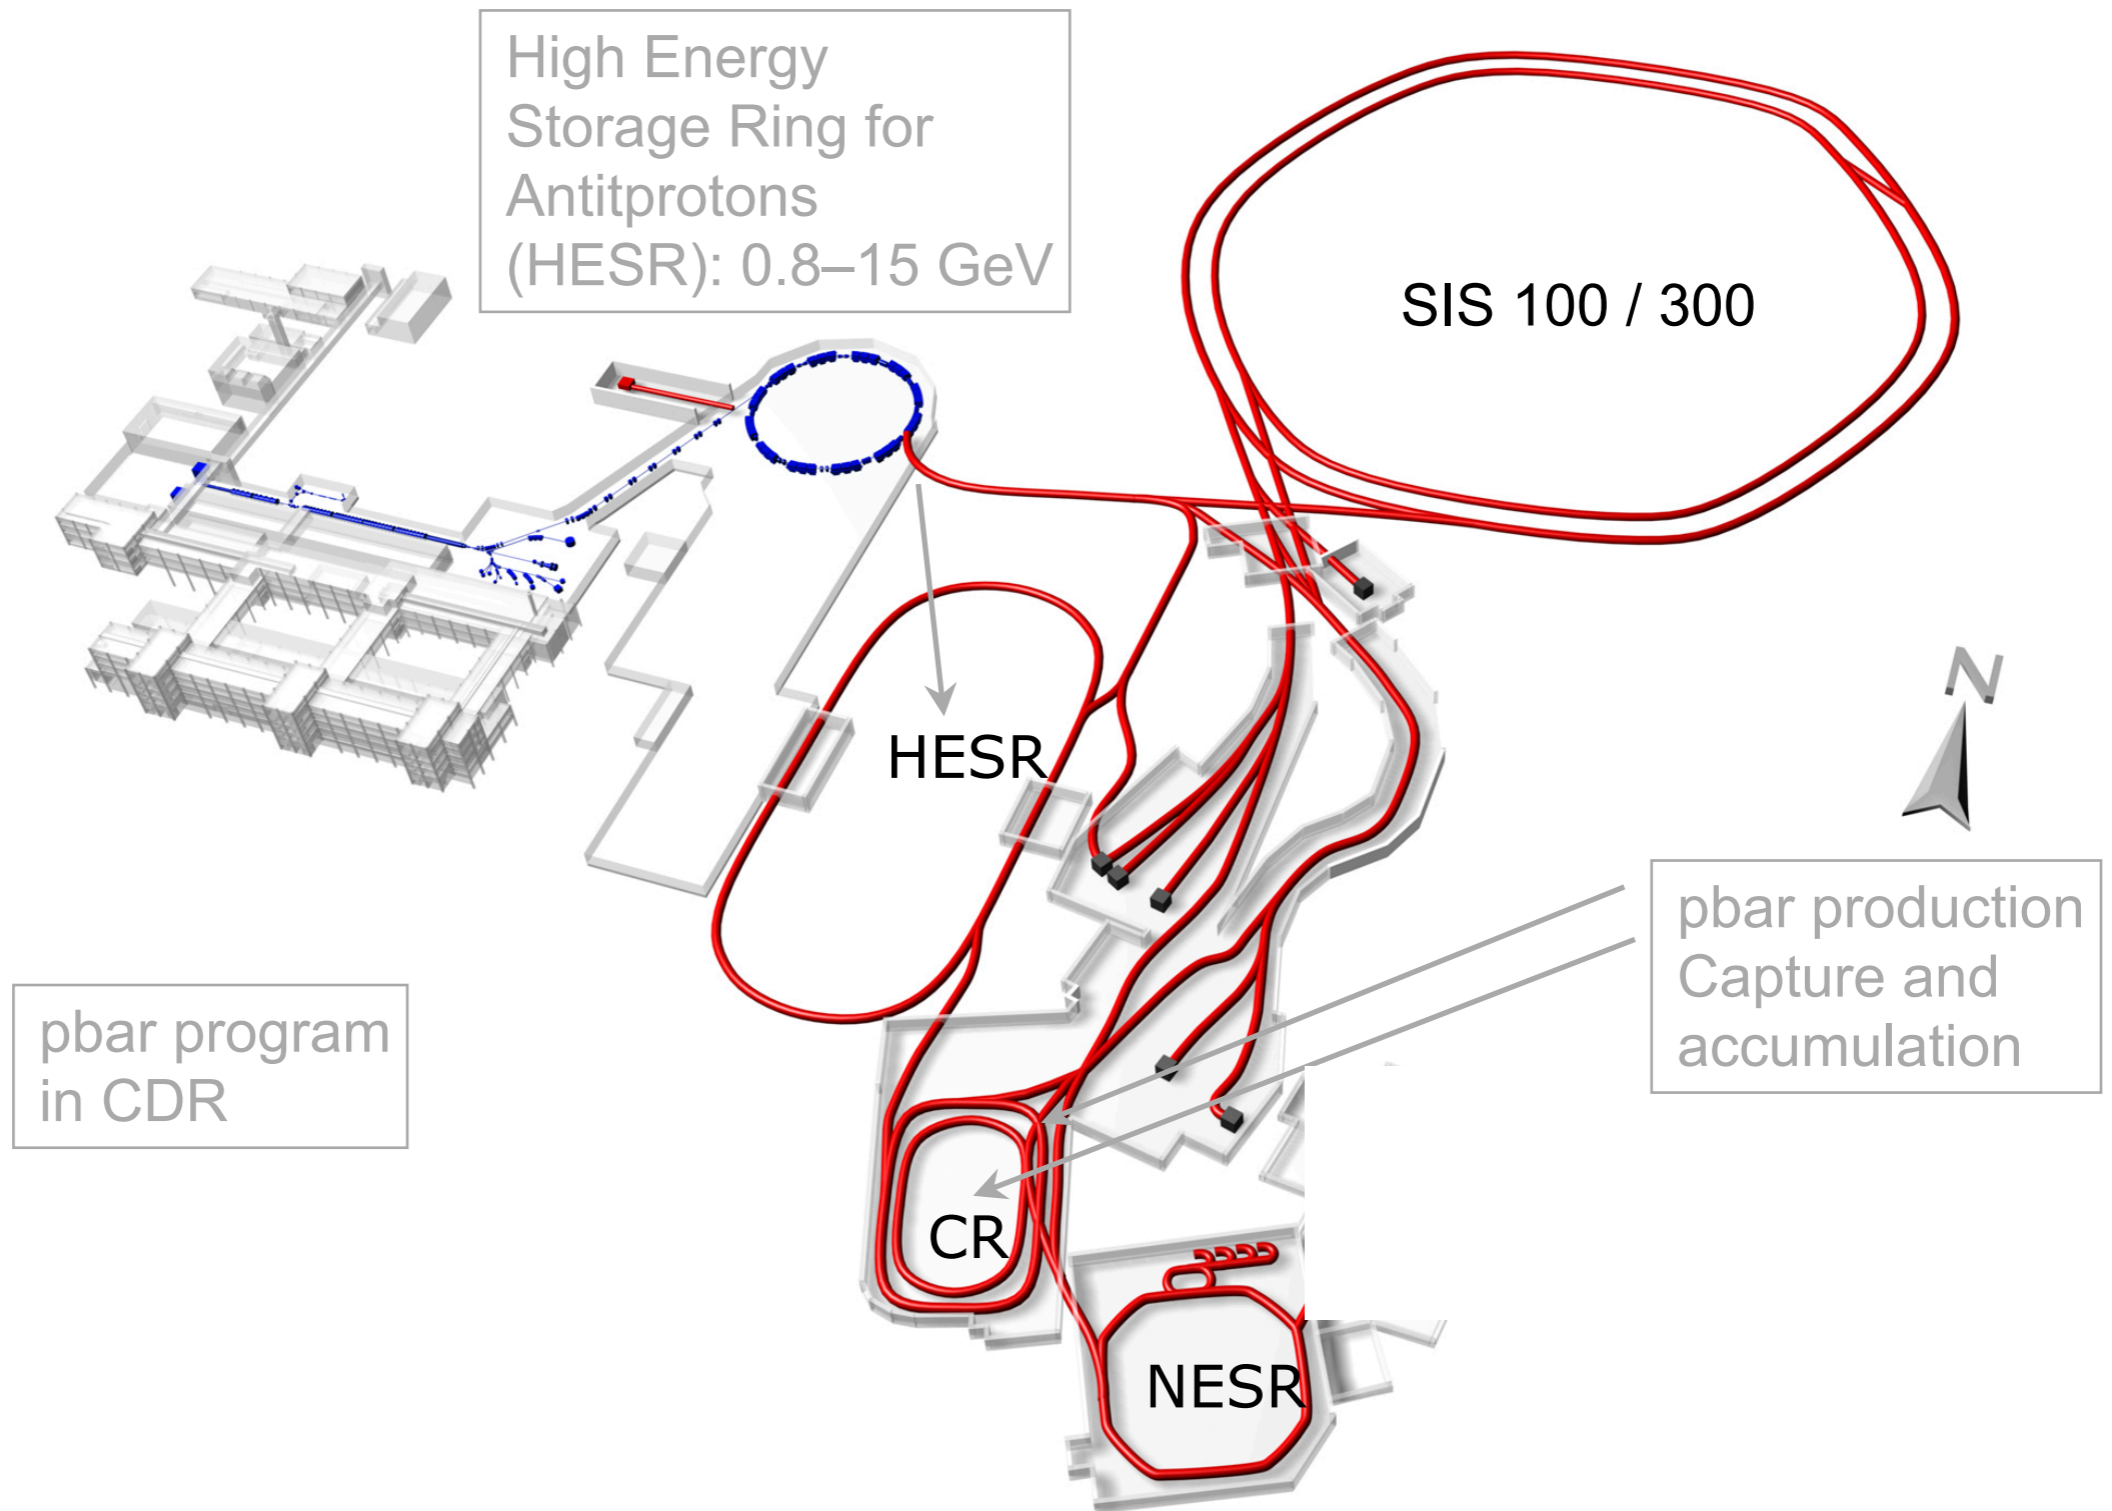 High Energy
Storage Ring for
Antitprotons
(HESR): 0.8–15 GeV
SIS 100 / 300
N
HESR
pbar production
Capture and
accumulation
pbar program
in CDR
CR
NESR